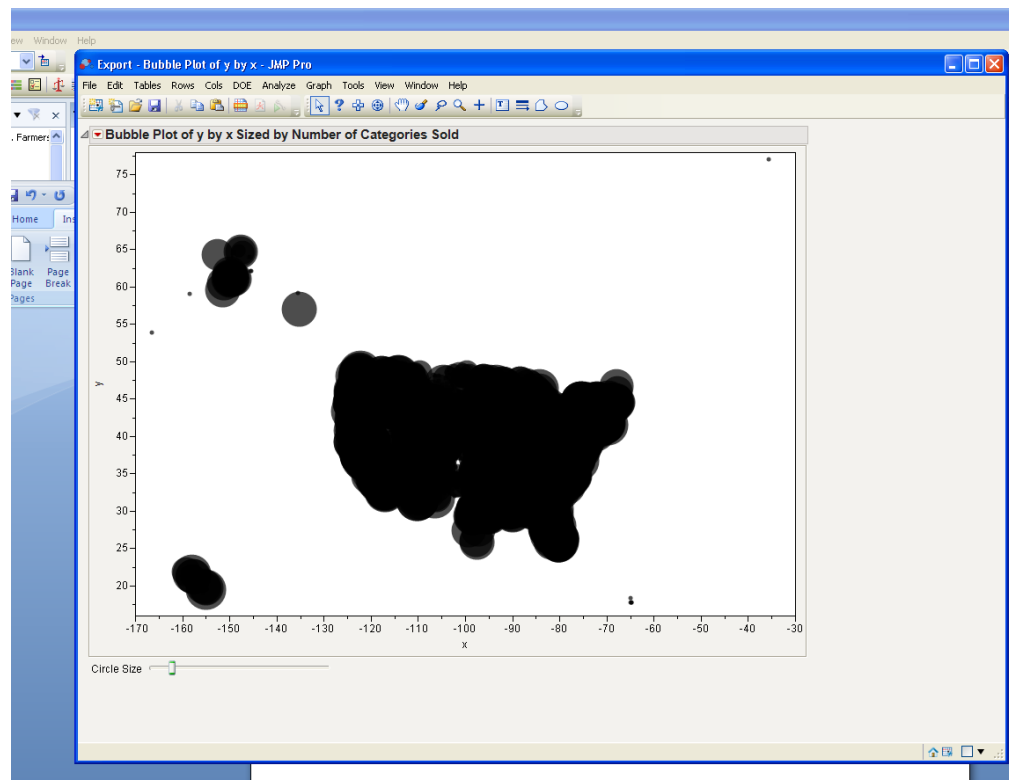 ew Window Help
Export - Bubble Plot of y by x - JMP Pro
File Edit Tables Rows Cols DOE Analyze Graph Tools View Window Help
. Farmers
Bubble Plot of y by x Sized by Number of Categories Sold
Home Ins
Blank Page
Page Break
Pages
75
70
65
60
55
50
45
40
35
30
25
20
y
-170 -160 -150 -140 -130 -120 -110 -100 -90 -80 -70 -60 -50 -40 -30
x
Circle Size